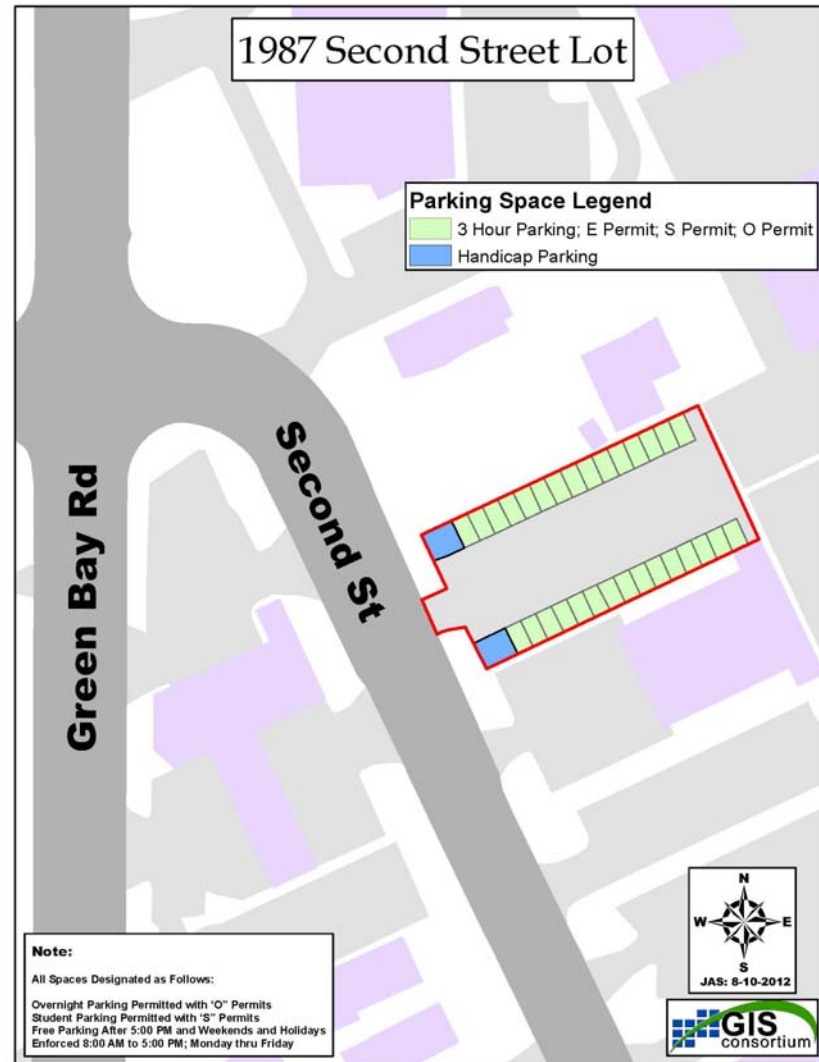 1987 Second Street Lot
Parking Space Legend
3 Hour Parking; E Permit; S Permit; O Permit
Handicap Parking
Second St
Green Bay Rd
Note:
All Spaces Designated as Follows:
Overnight Parking Permitted with "O" Permits
Student Parking Permitted with "S" Permits
Free Parking After 5:00 PM and Weekends and Holidays
Enforced 8:00 AM to 5:00 PM; Monday thru Friday
N
W E
S
JAS: 8-10-2012
GIS
consortium